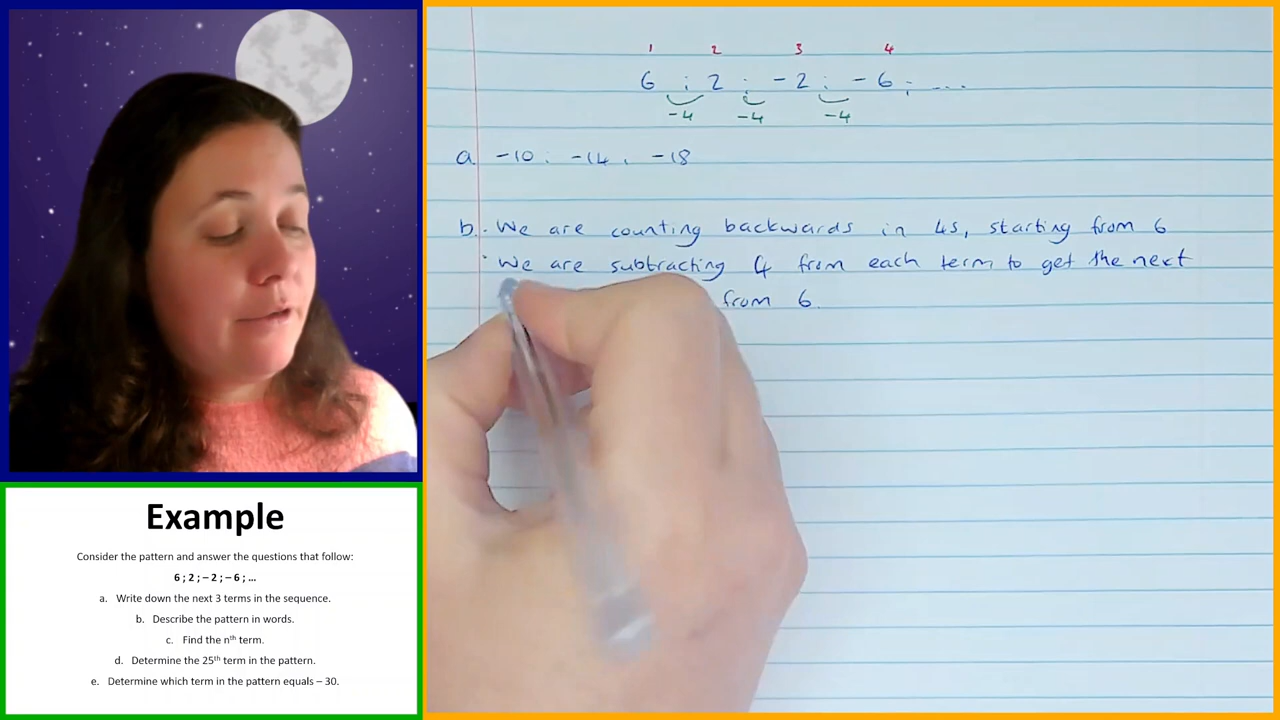 1 2 3 4
6 ; 2 ; -2 ; -6 ; ...
-4 -4 -4
a. -10 ; -14 ; -18
b. · We are counting backwards in 4s, starting from 6
· We are subtracting 4 from each term to get the next
from 6.
Example
Consider the pattern and answer the questions that follow:
6 ; 2 ; – 2 ; – 6 ; ...
a. Write down the next 3 terms in the sequence.
b. Describe the pattern in words.
c. Find the nth term.
d. Determine the 25th term in the pattern.
e. Determine which term in the pattern equals – 30.